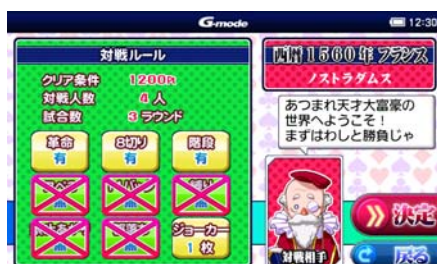 G-mode
12:30
対戦ルール
クリア条件 1200Pt
対戦人数 4人
試合数 3ラウンド
革命
有
8切り
有
階段
有
ジョーカー
1枚
西暦1560年 フランス
ノストラダムス
あつまれ天才大富豪の
世界へようこそ!
まずはわしと勝負じゃ
対戦相手
決定
戻る